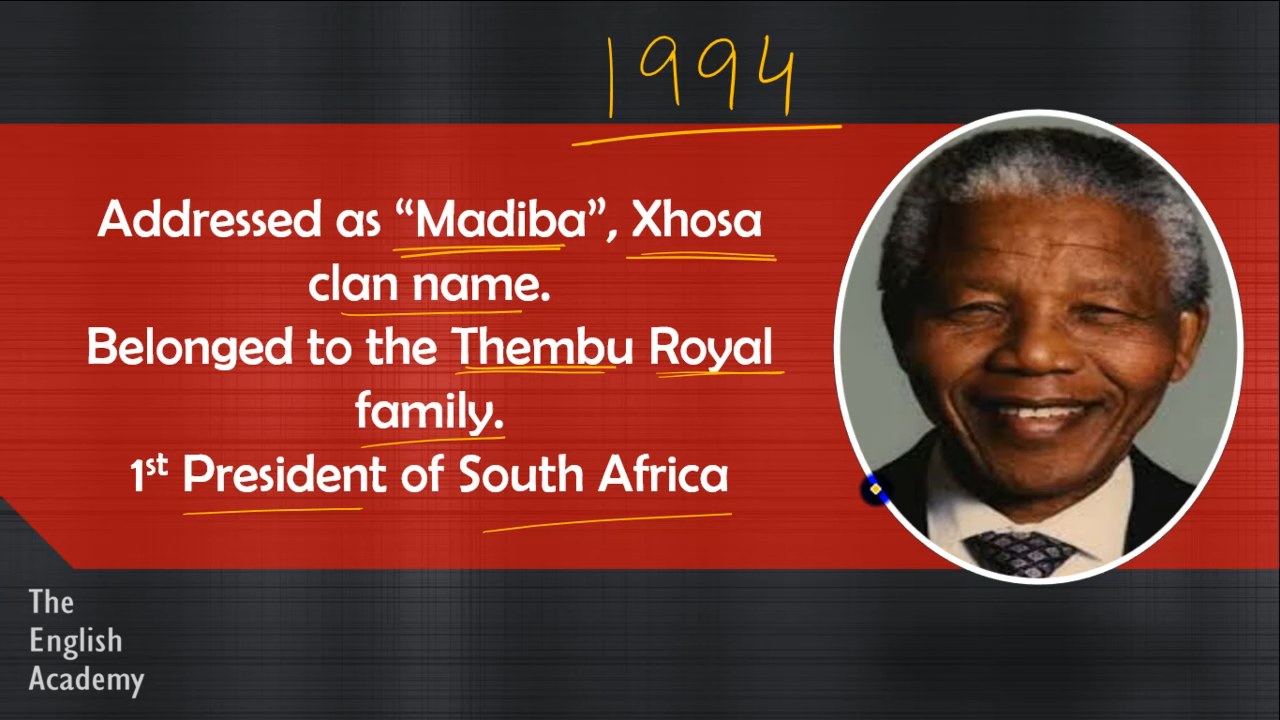 1994
Addressed as “Madiba”, Xhosa
clan name.
Belonged to the Thembu Royal
family.
1st President of South Africa
The
English
Academy